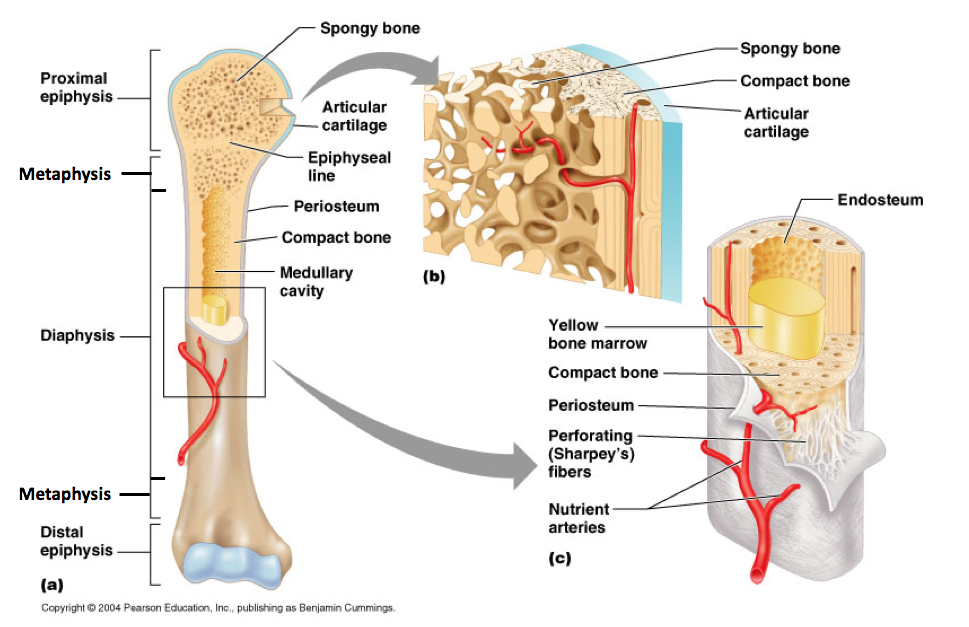 Spongy bone
Proximal
epiphysis
Articular
cartilage
Epiphyseal
line
Metaphysis
Periosteum
Compact bone
Medullary
cavity
Diaphysis
Metaphysis
Distal
epiphysis
(a)
Spongy bone
Compact bone
Articular
cartilage
(b)
Endosteum
Yellow
bone marrow
Compact bone
Periosteum
Perforating
(Sharpey's)
fibers
Nutrient
arteries
(c)
Copyright © 2004 Pearson Education, Inc., publishing as Benjamin Cummings.